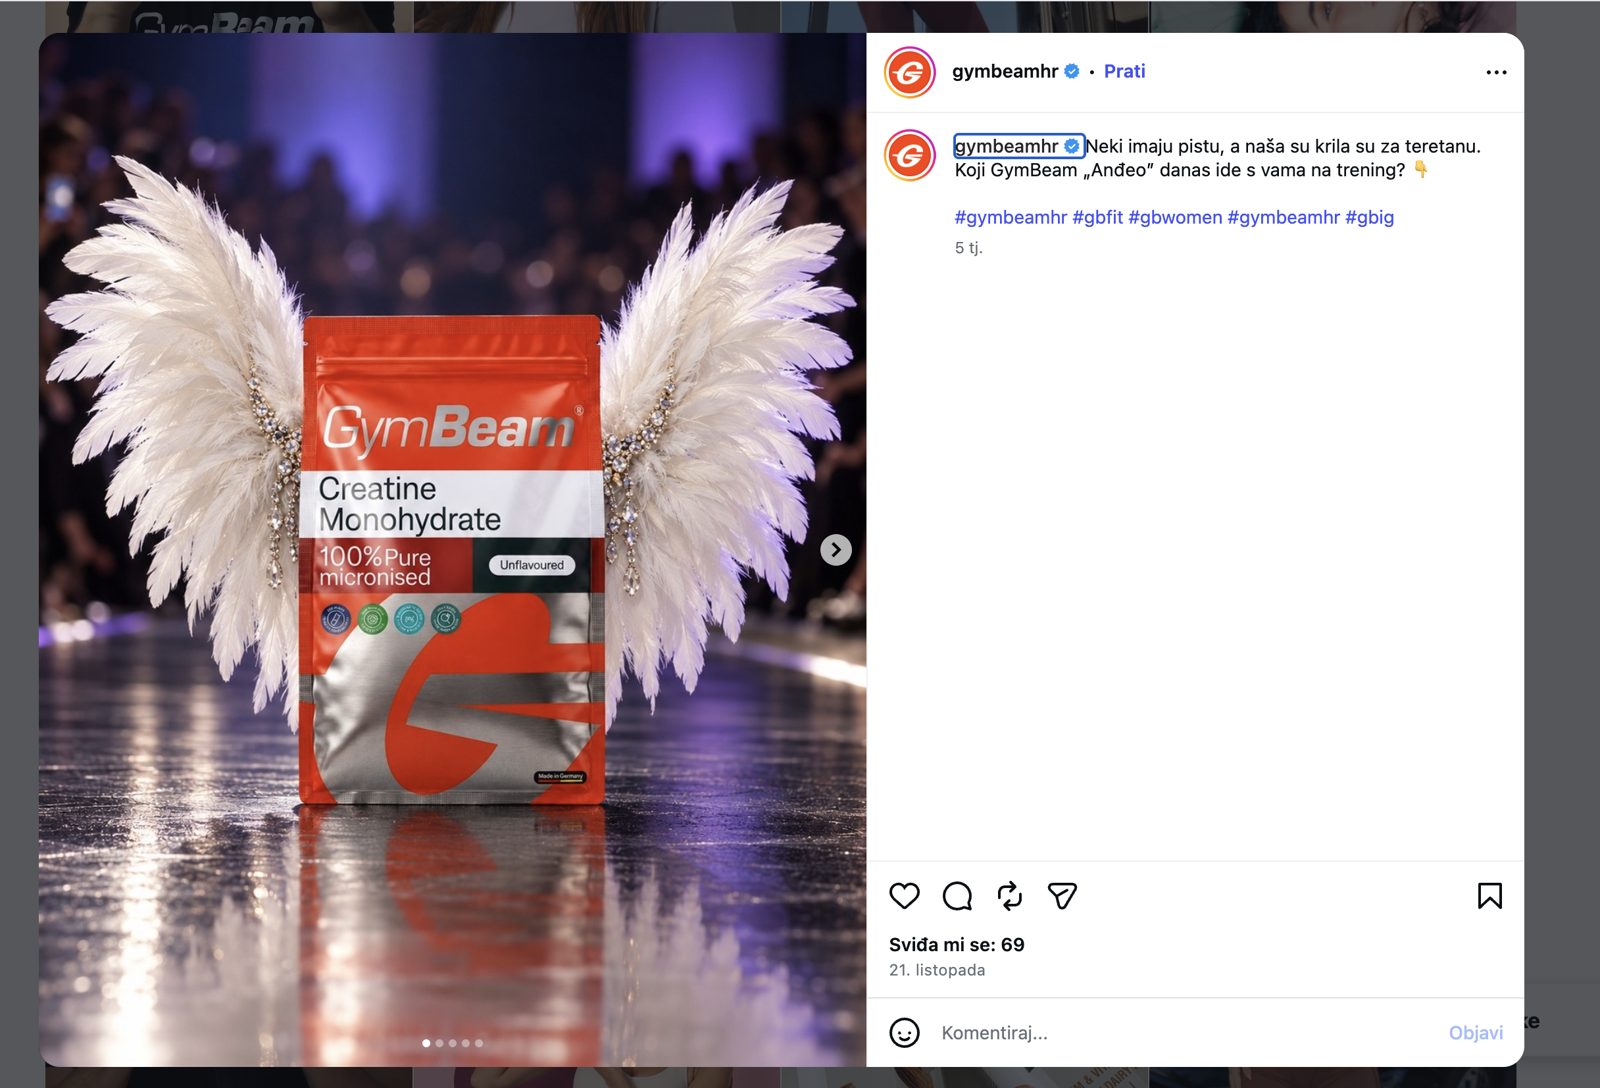 GymBeam
gymbeamhr • Prati
gymbeamhr Neki imaju pistu, a naša su krila su za teretanu.
Koji GymBeam „Anđeo” danas ide s vama na trening? 👇
#gymbeamhr #gbfit #gbwomen #gymbeamhr #gbig
5 tj.
GymBeam®
Creatine
Monohydrate
100% Pure
micronised
Unflavoured
Made in Germany
Sviđa mi se: 69
21. listopada
Komentiraj...
Objavi